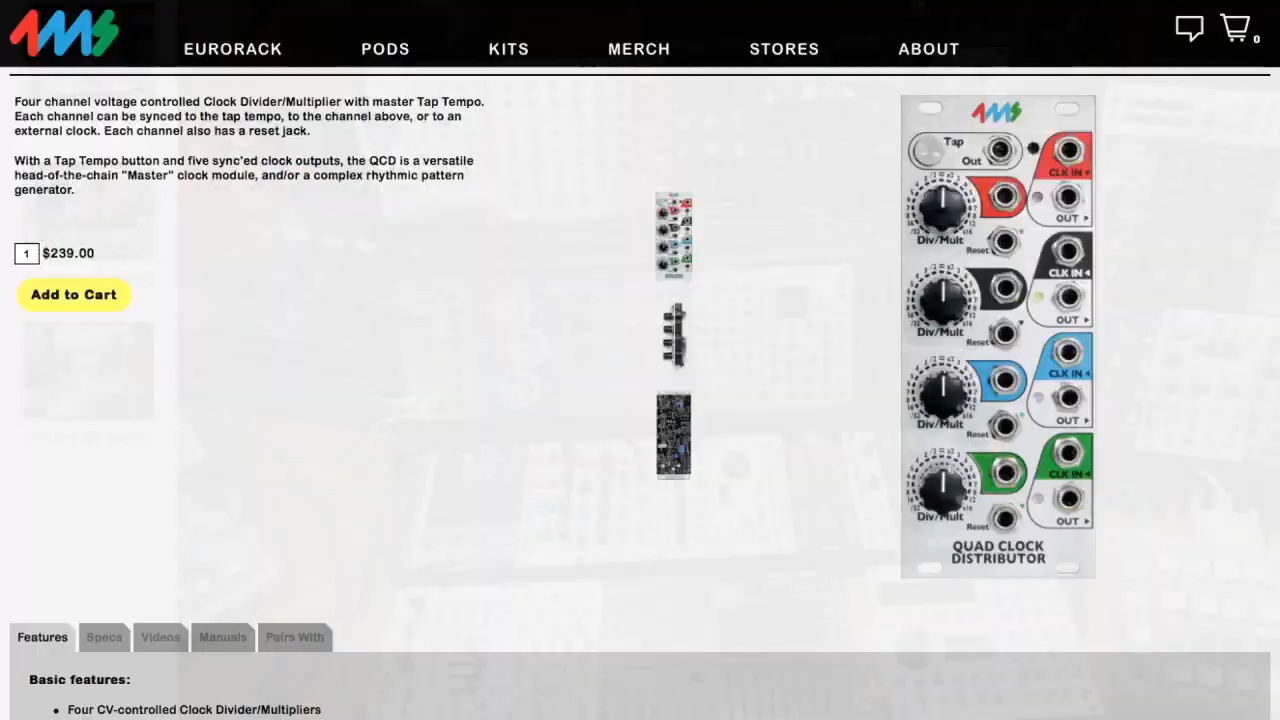 4MS
EURORACK PODS KITS MERCH STORES ABOUT
0
Four channel voltage controlled Clock Divider/Multiplier with master Tap Tempo.
Each channel can be synced to the tap tempo, to the channel above, or to an
external clock. Each channel also has a reset jack.
With a Tap Tempo button and five sync'ed clock outputs, the QCD is a versatile
head-of-the-chain "Master" clock module, and/or a complex rhythmic pattern
generator.
1 $239.00
Add to Cart
4MS
Tap
Out
CLK IN
OUT
Div/Mult
Reset
CLK IN
OUT
Div/Mult
Reset
CLK IN
OUT
Div/Mult
Reset
CLK IN
OUT
Div/Mult
Reset
QUAD CLOCK
DISTRIBUTOR
Features Specs Videos Manuals Pairs With
Basic features:
• Four CV-controlled Clock Divider/Multipliers